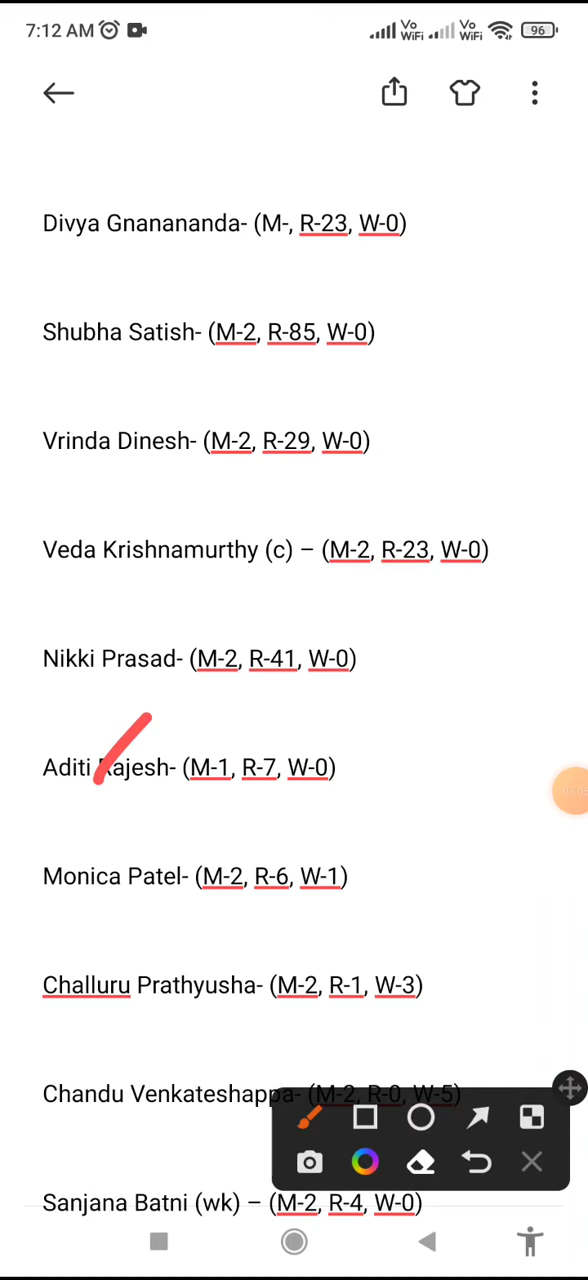 7:12 AM
Vo WiFi Vo WiFi 96
Divya Gnanananda- (M-, R-23, W-0)
Shubha Satish- (M-2, R-85, W-0)
Vrinda Dinesh- (M-2, R-29, W-0)
Veda Krishnamurthy (c) – (M-2, R-23, W-0)
Nikki Prasad- (M-2, R-41, W-0)
Aditi Rajesh- (M-1, R-7, W-0)
Monica Patel- (M-2, R-6, W-1)
Challuru Prathyusha- (M-2, R-1, W-3)
Chandu Venkateshappa- (M-2, R-0, W-5)
Sanjana Batni (wk) – (M-2, R-4, W-0)